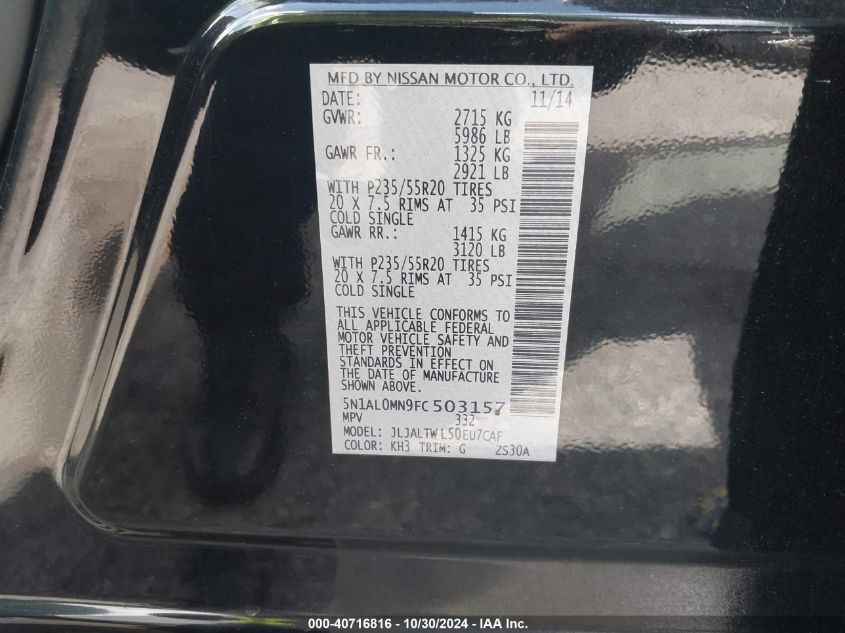 MFD BY NISSAN MOTOR CO., LTD.
DATE: 11/14
GVWR: 2715 KG
5986 LB
GAWR FR.: 1325 KG
2921 LB
WITH P235/55R20 TIRES
20 X 7.5 RIMS AT 35 PSI
COLD SINGLE
GAWR RR.: 1415 KG
3120 LB
WITH P235/55R20 TIRES
20 X 7.5 RIMS AT 35 PSI
COLD SINGLE
THIS VEHICLE CONFORMS TO
ALL APPLICABLE FEDERAL
MOTOR VEHICLE SAFETY AND
THEFT PREVENTION
STANDARDS IN EFFECT ON
THE DATE OF MANUFACTURE
SHOWN ABOVE.
5N1AL0MN9FC503157
MPV 332
MODEL: JLJALTWL50EU7CAF
COLOR: KH3 TRIM: G ZS30A
000-40716816 - 10/30/2024 - IAA Inc.